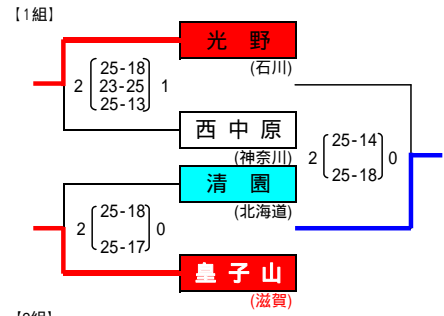 【1組】
光 野
(石川)
25-18
2 23-25 1
25-13
西 中 原
(神奈川)
25-14
2 0
25-18
清 園
(北海道)
25-18
2 0
25-17
皇 子 山
(滋賀)